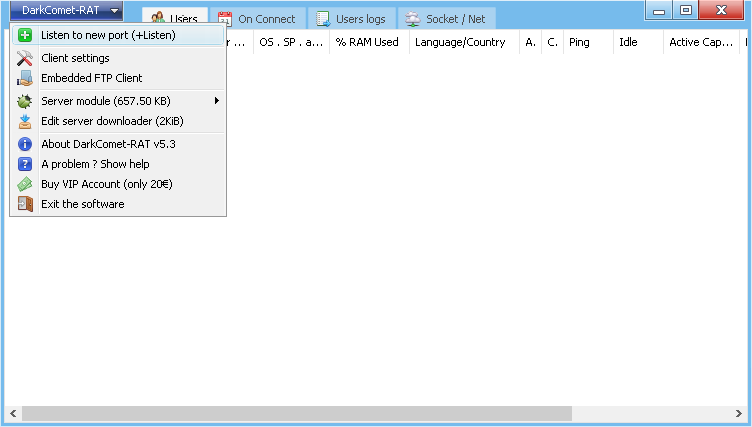 DarkComet-RAT
Users
On Connect
Users logs
Socket / Net
Listen to new port (+Listen)
r ...
OS . SP . a...
% RAM Used
Language/Country
A.
C.
Ping
Idle
Active Cap...
Client settings
Embedded FTP Client
Server module (657.50 KB)
Edit server downloader (2KiB)
About DarkComet-RAT v5.3
A problem ? Show help
Buy VIP Account (only 20€)
Exit the software